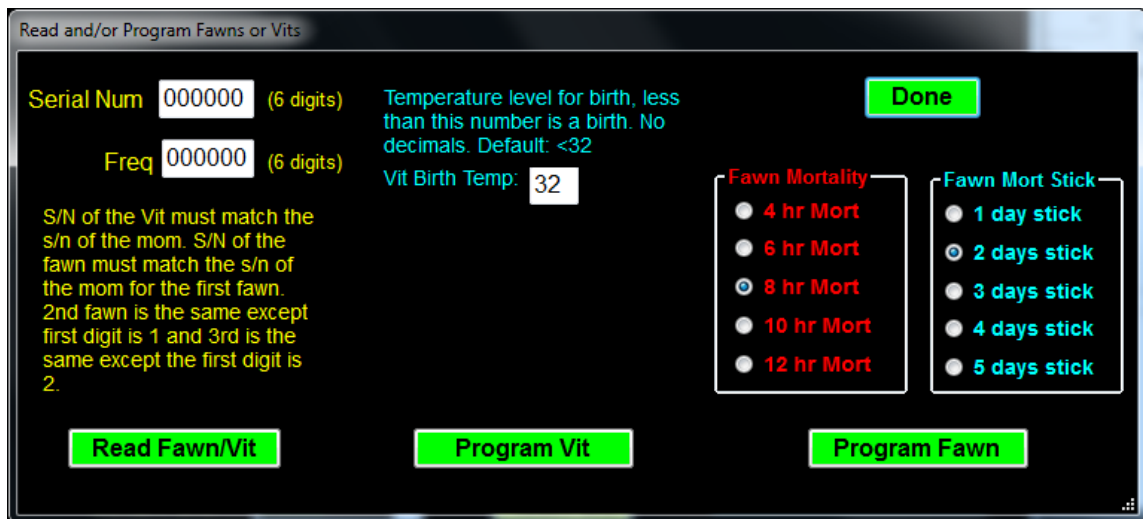 Read and/or Program Fawns or Vits
Serial Num 000000 (6 digits)
Freq 000000 (6 digits)
S/N of the Vit must match the
s/n of the mom. S/N of the
fawn must match the s/n of
the mom for the first fawn.
2nd fawn is the same except
first digit is 1 and 3rd is the
same except the first digit is
2.
Temperature level for birth, less
than this number is a birth. No
decimals. Default: <32
Vit Birth Temp: 32
Done
Fawn Mortality
4 hr Mort
6 hr Mort
8 hr Mort
10 hr Mort
12 hr Mort
Fawn Mort Stick
1 day stick
2 days stick
3 days stick
4 days stick
5 days stick
Read Fawn/Vit
Program Vit
Program Fawn